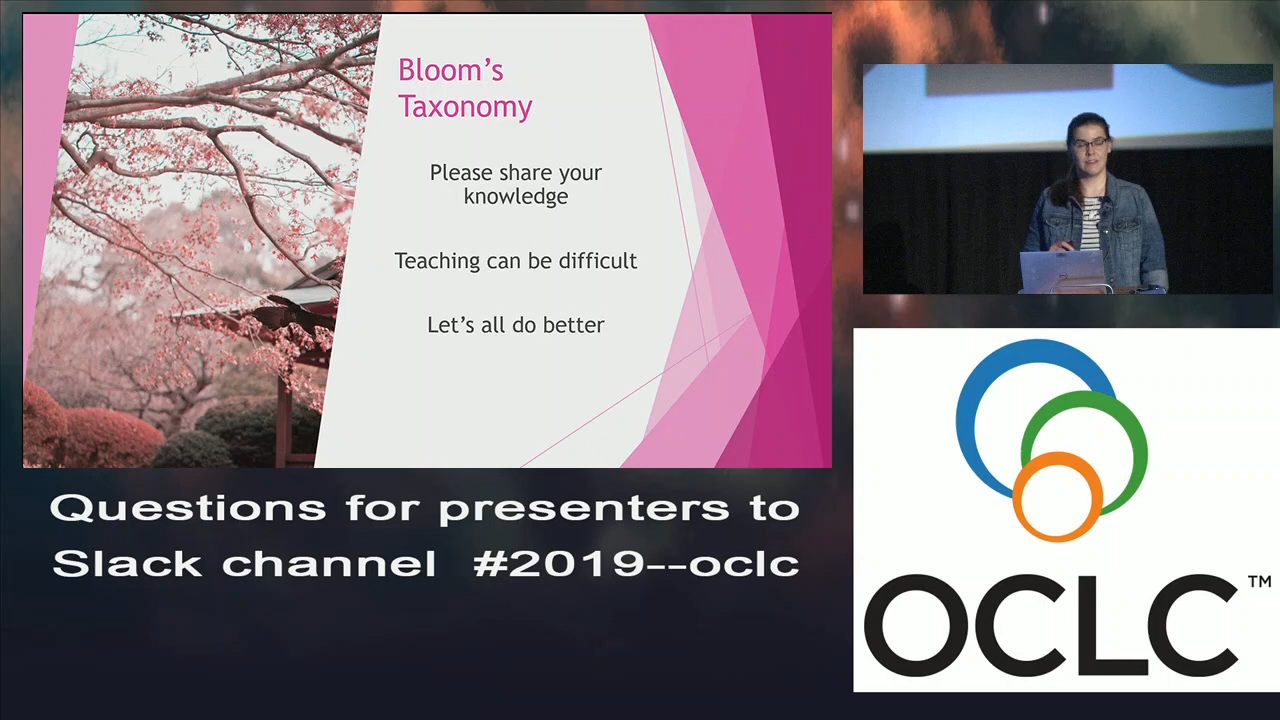 Bloom's
Taxonomy
Please share your
knowledge
Teaching can be difficult
Let's all do better
Questions for presenters to
Slack channel #2019--oclc
OCLC™